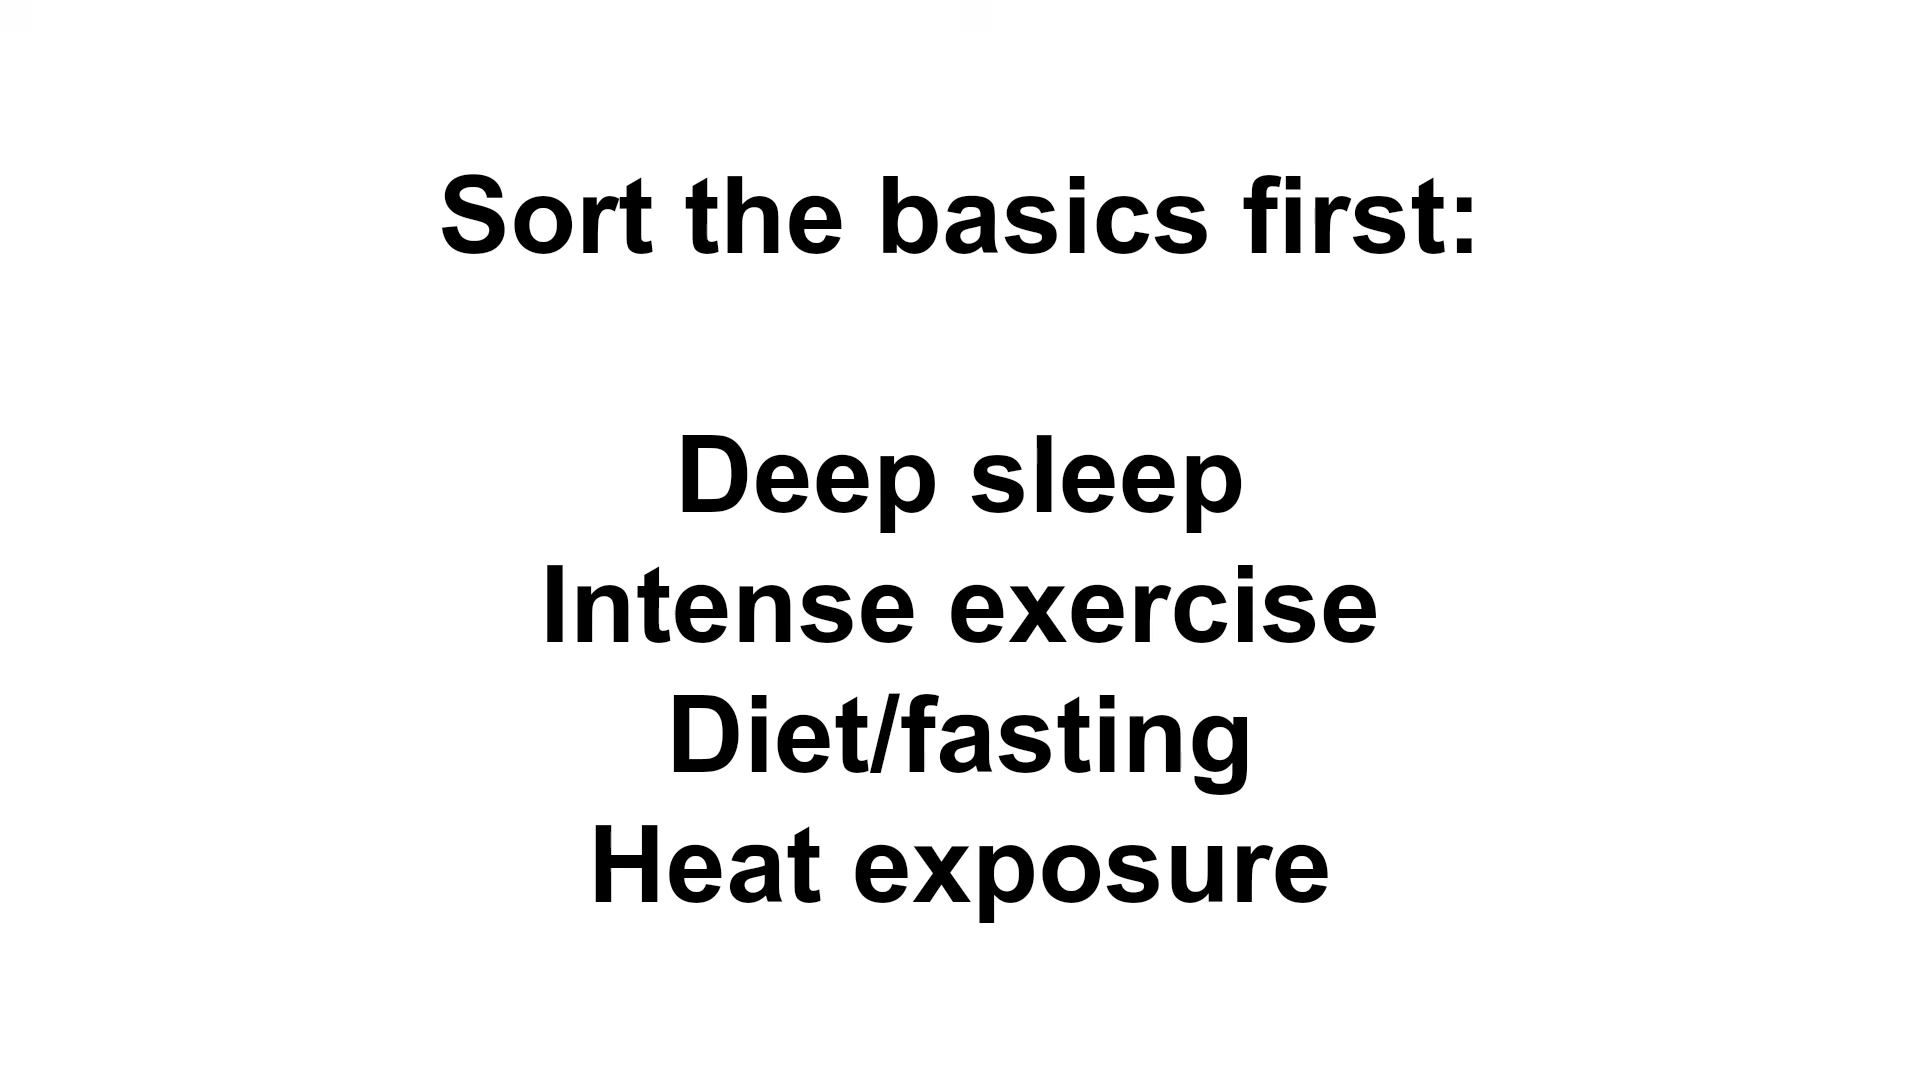 Sort the basics first:
Deep sleep
Intense exercise
Diet/fasting
Heat exposure